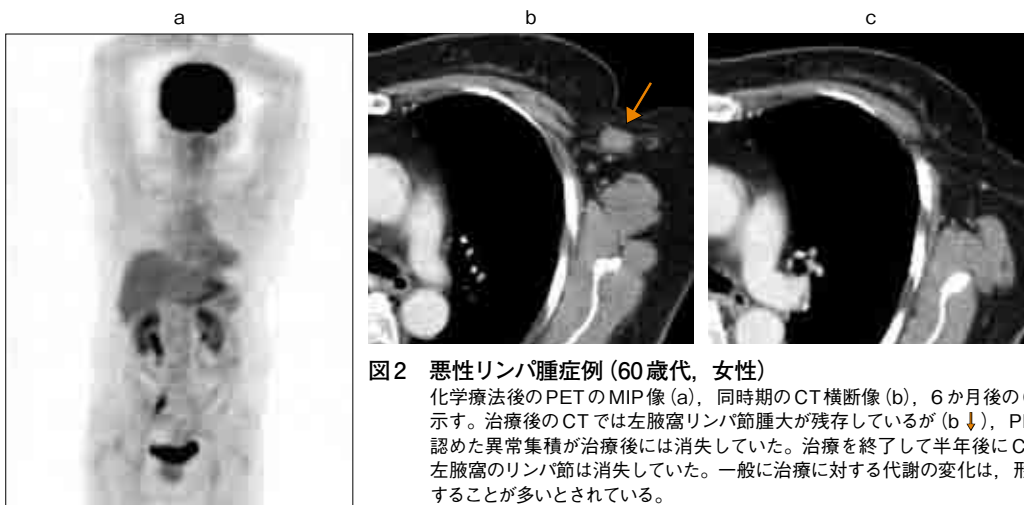 a
b
c
図2 悪性リンパ腫症例(60歳代,女性)
化学療法後のPETのMIP像(a),同時期のCT横断像(b),6か月後の
示す。治療後のCTでは左腋窩リンパ節腫大が残存しているが(b↓),P
認めた異常集積が治療後には消失していた。治療を終了して半年後にC
左腋窩のリンパ節は消失していた。一般に治療に対する代謝の変化は,形
することが多いとされている。